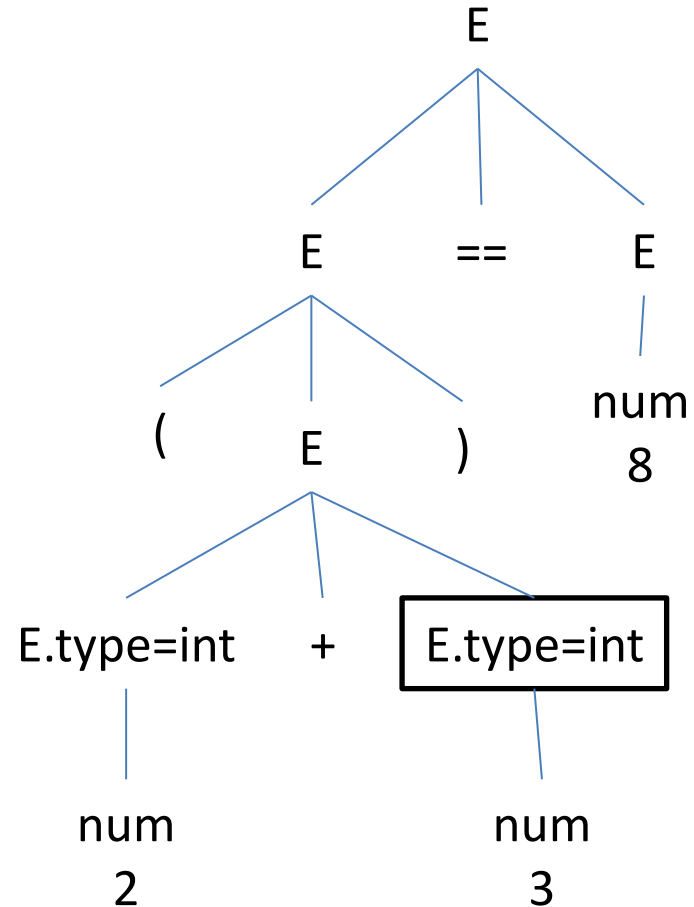 E
E == E
num
8
( E )
E.type=int + E.type=int
num num
2 3